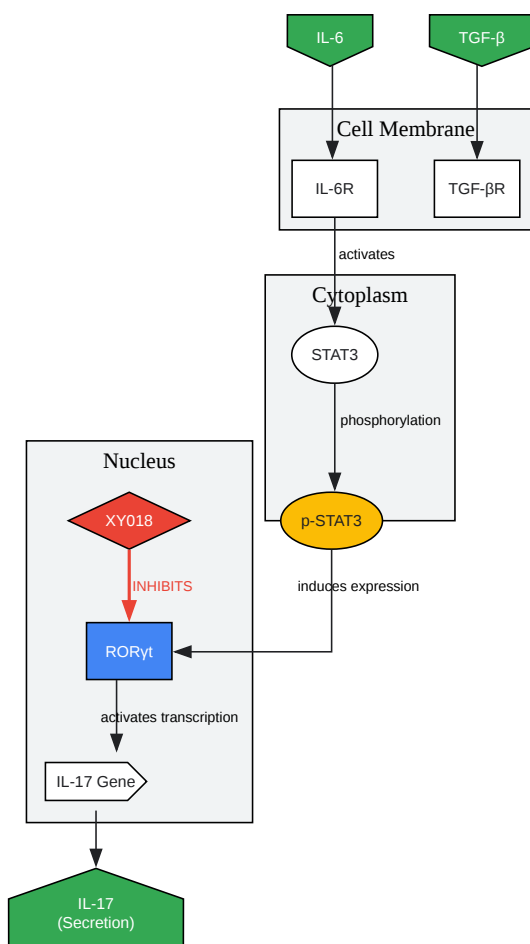 IL-6
TGF-β
Cell Membrane
IL-6R
TGF-βR
activates
Cytoplasm
STAT3
phosphorylation
Nucleus
XY018
p-STAT3
INHIBITS
induces expression
RORγt
activates transcription
IL-17 Gene
IL-17
(Secretion)